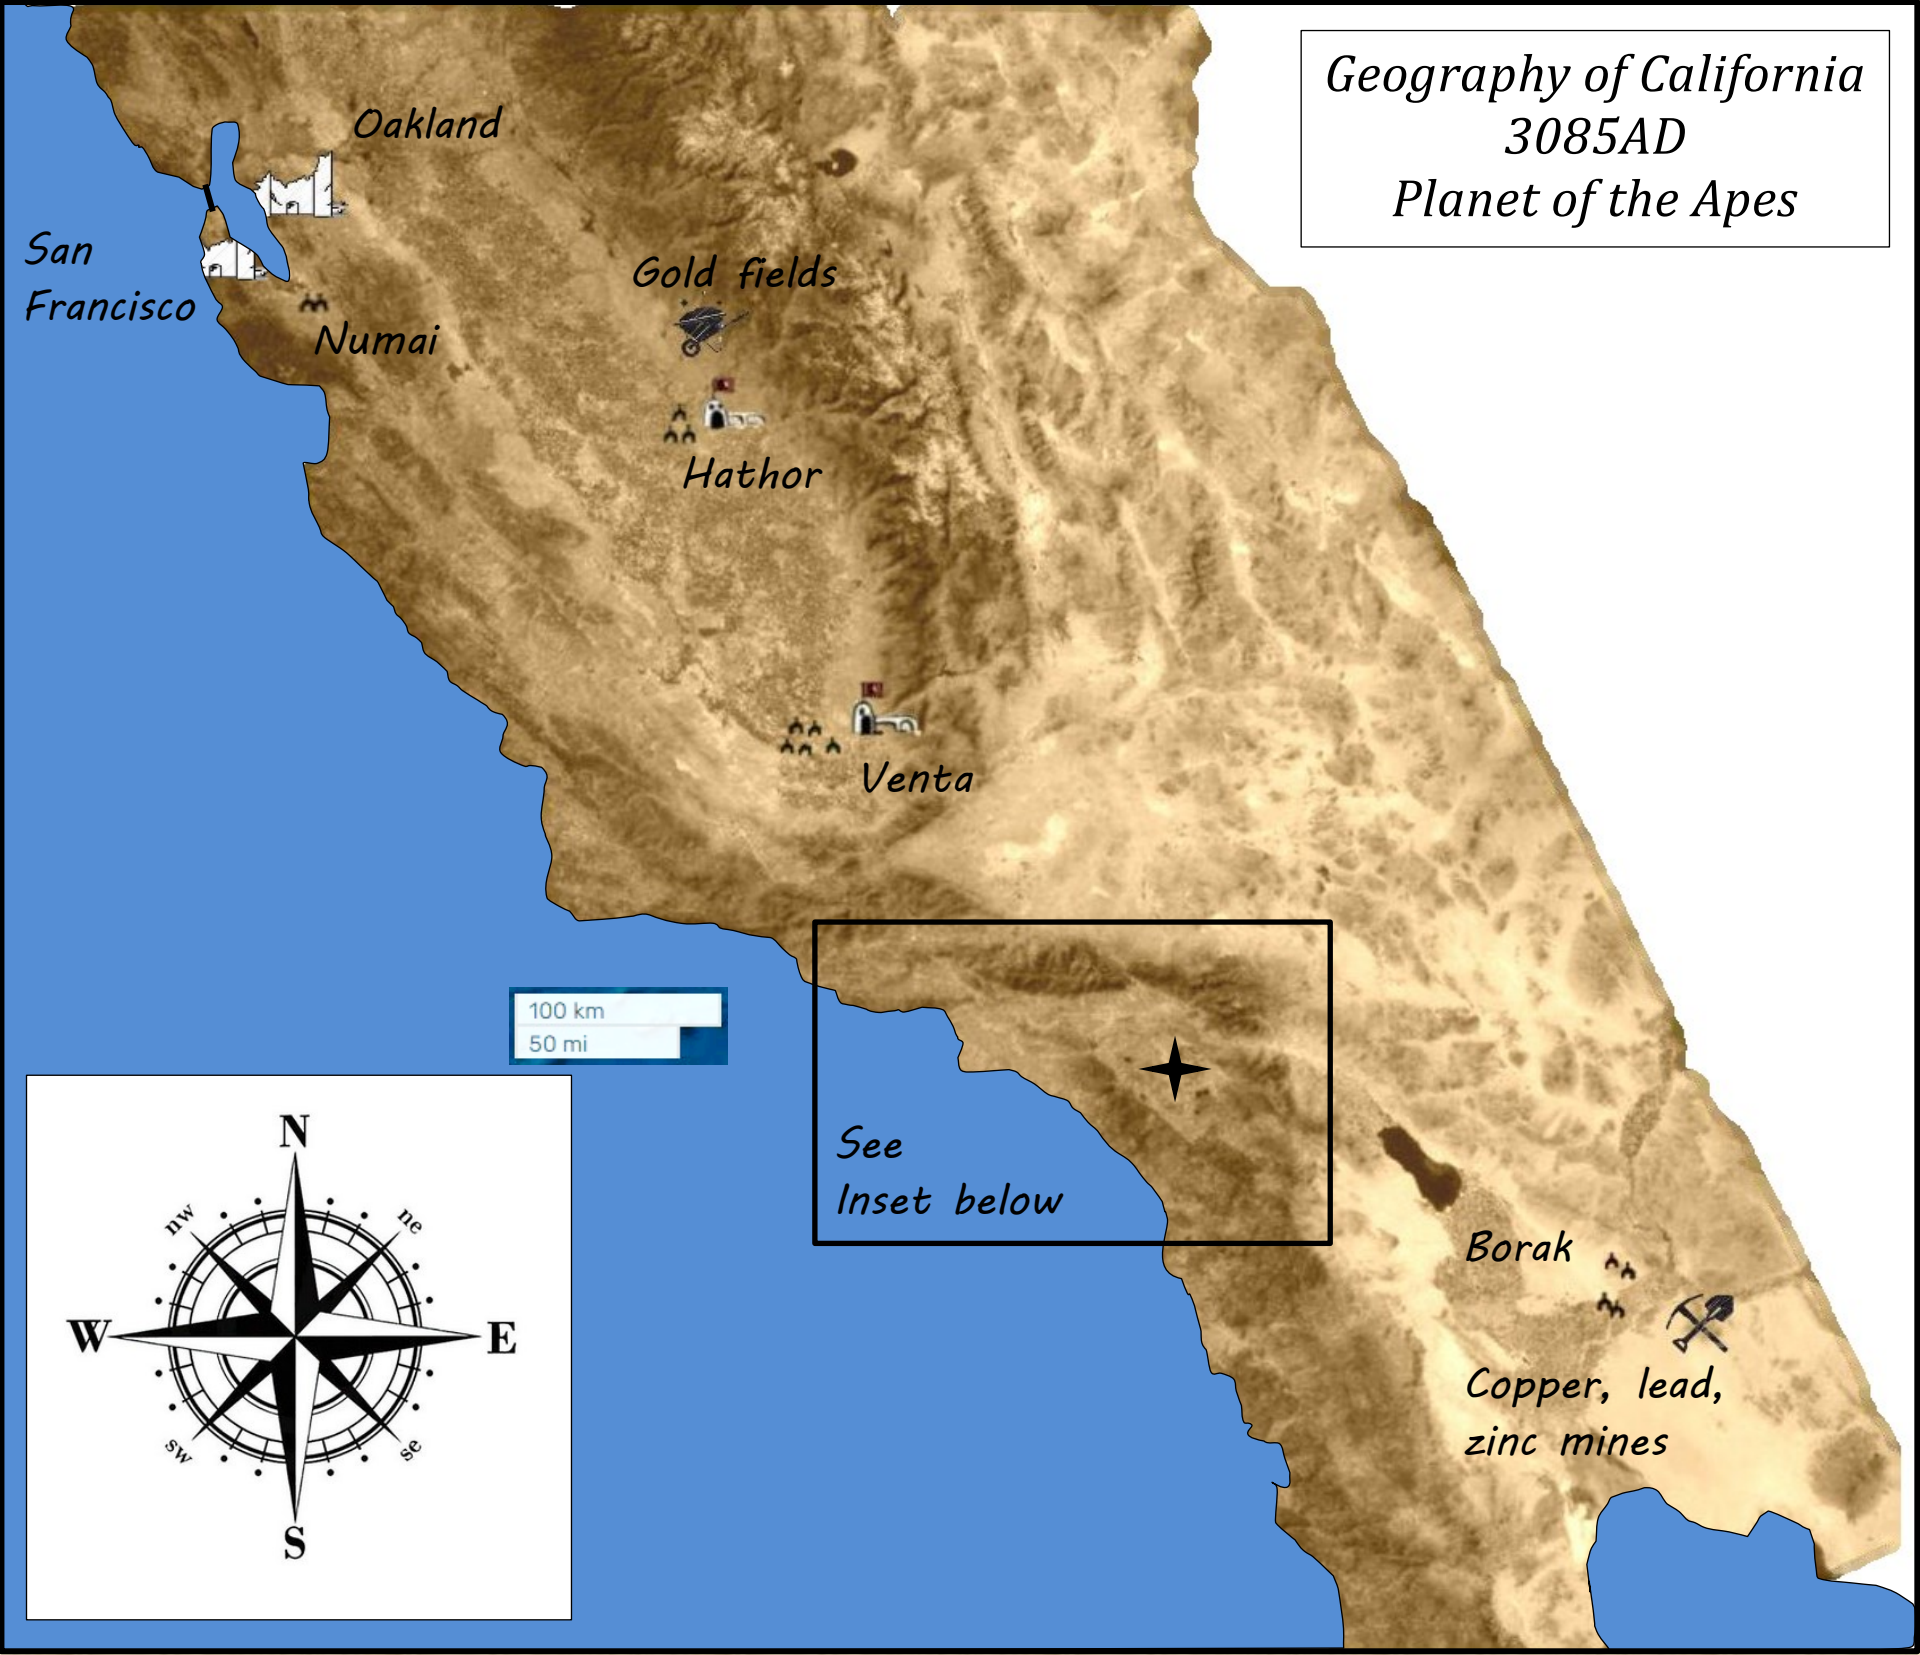 Geography of California
3085AD
Planet of the Apes
Oakland
San
Francisco
Numai
Gold fields
Hathor
Venta
100 km
50 mi
See
Inset below
Borak
Copper, lead,
zinc mines
N
nw
ne
W
E
sw
se
S